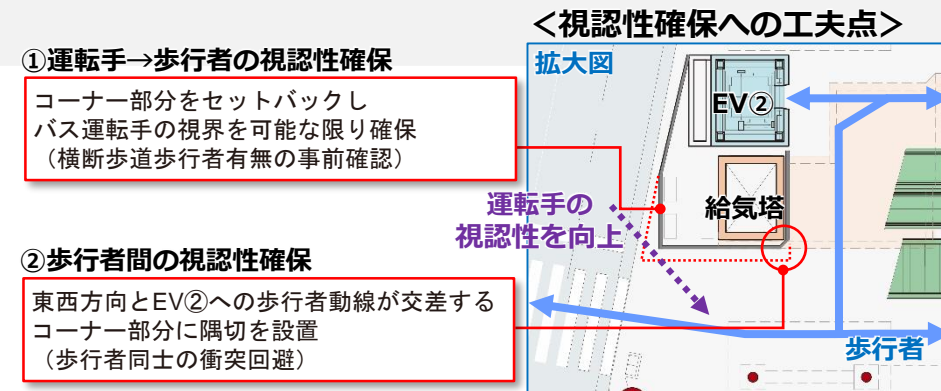 ＜視認性確保への工夫点＞
①運転手→歩行者の視認性確保
コーナー部分をセットバックし
バス運転手の視界を可能な限り確保
（横断歩道歩行者有無の事前確認）
②歩行者間の視認性確保
東西方向とEV②への歩行者動線が交差する
コーナー部分に隅切を設置
（歩行者同士の衝突回避）
拡大図
EV②
給気塔
運転手の
視認性を向上
歩行者